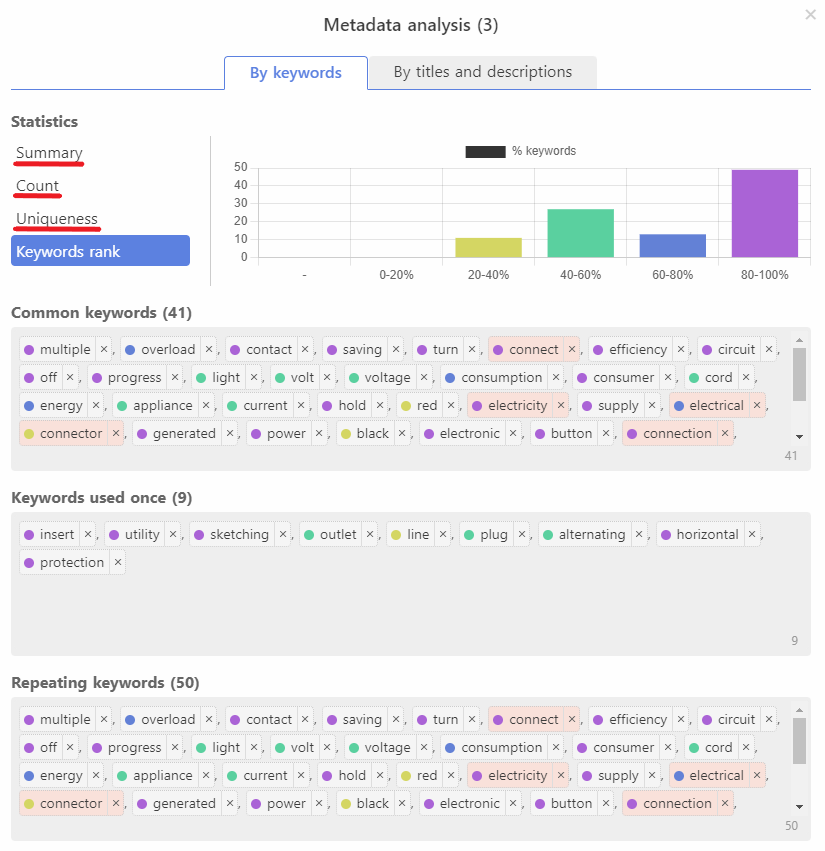 Metadata analysis (3)
×
By keywords
By titles and descriptions
Statistics
Summary
Count
Uniqueness
Keywords rank
% keywords
50
40
30
20
10
0
-
0-20%
20-40%
40-60%
60-80%
80-100%
Common keywords (41)
multiple ×, overload ×, contact ×, saving ×, turn ×, connect ×, efficiency ×, circuit ×,
off ×, progress ×, light ×, volt ×, voltage ×, consumption ×, consumer ×, cord ×,
energy ×, appliance ×, current ×, hold ×, red ×, electricity ×, supply ×, electrical ×,
connector ×, generated ×, power ×, black ×, electronic ×, button ×, connection ×,
41
Keywords used once (9)
insert ×, utility ×, sketching ×, outlet ×, line ×, plug ×, alternating ×, horizontal ×,
protection ×
9
Repeating keywords (50)
multiple ×, overload ×, contact ×, saving ×, turn ×, connect ×, efficiency ×, circuit ×,
off ×, progress ×, light ×, volt ×, voltage ×, consumption ×, consumer ×, cord ×,
energy ×, appliance ×, current ×, hold ×, red ×, electricity ×, supply ×, electrical ×,
connector ×, generated ×, power ×, black ×, electronic ×, button ×, connection ×,
50